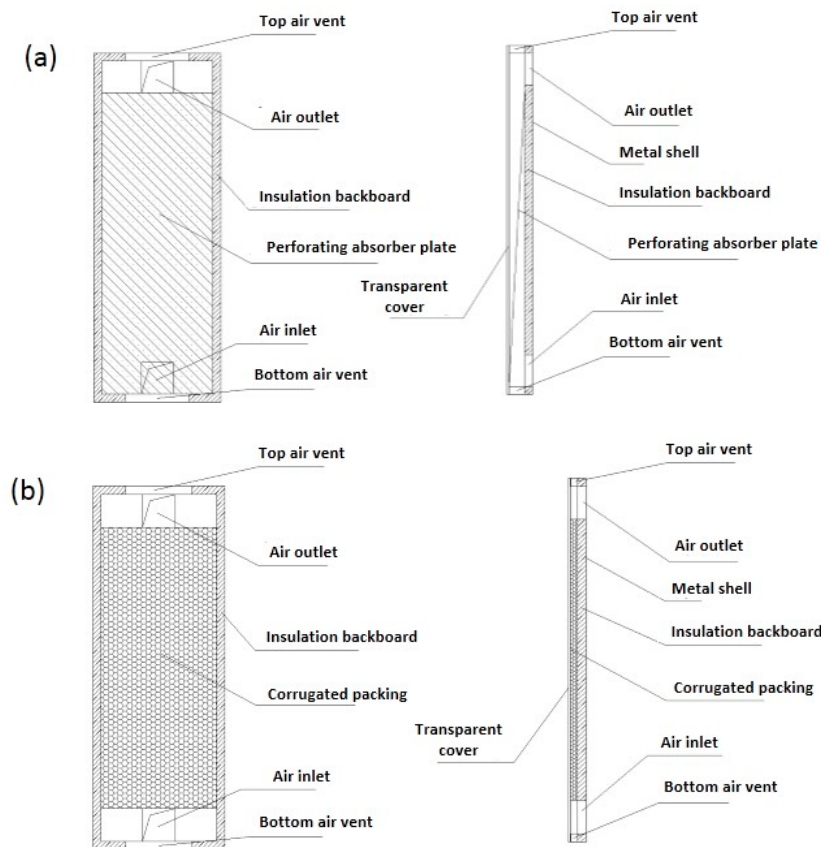 (a)
Top air vent
Air outlet
Insulation backboard
Perforating absorber plate
Air inlet
Bottom air vent
Top air vent
Air outlet
Metal shell
Insulation backboard
Perforating absorber plate
Transparent
cover
Air inlet
Bottom air vent
(b)
Top air vent
Air outlet
Insulation backboard
Corrugated packing
Air inlet
Bottom air vent
Top air vent
Air outlet
Metal shell
Insulation backboard
Corrugated packing
Transparent
cover
Air inlet
Bottom air vent